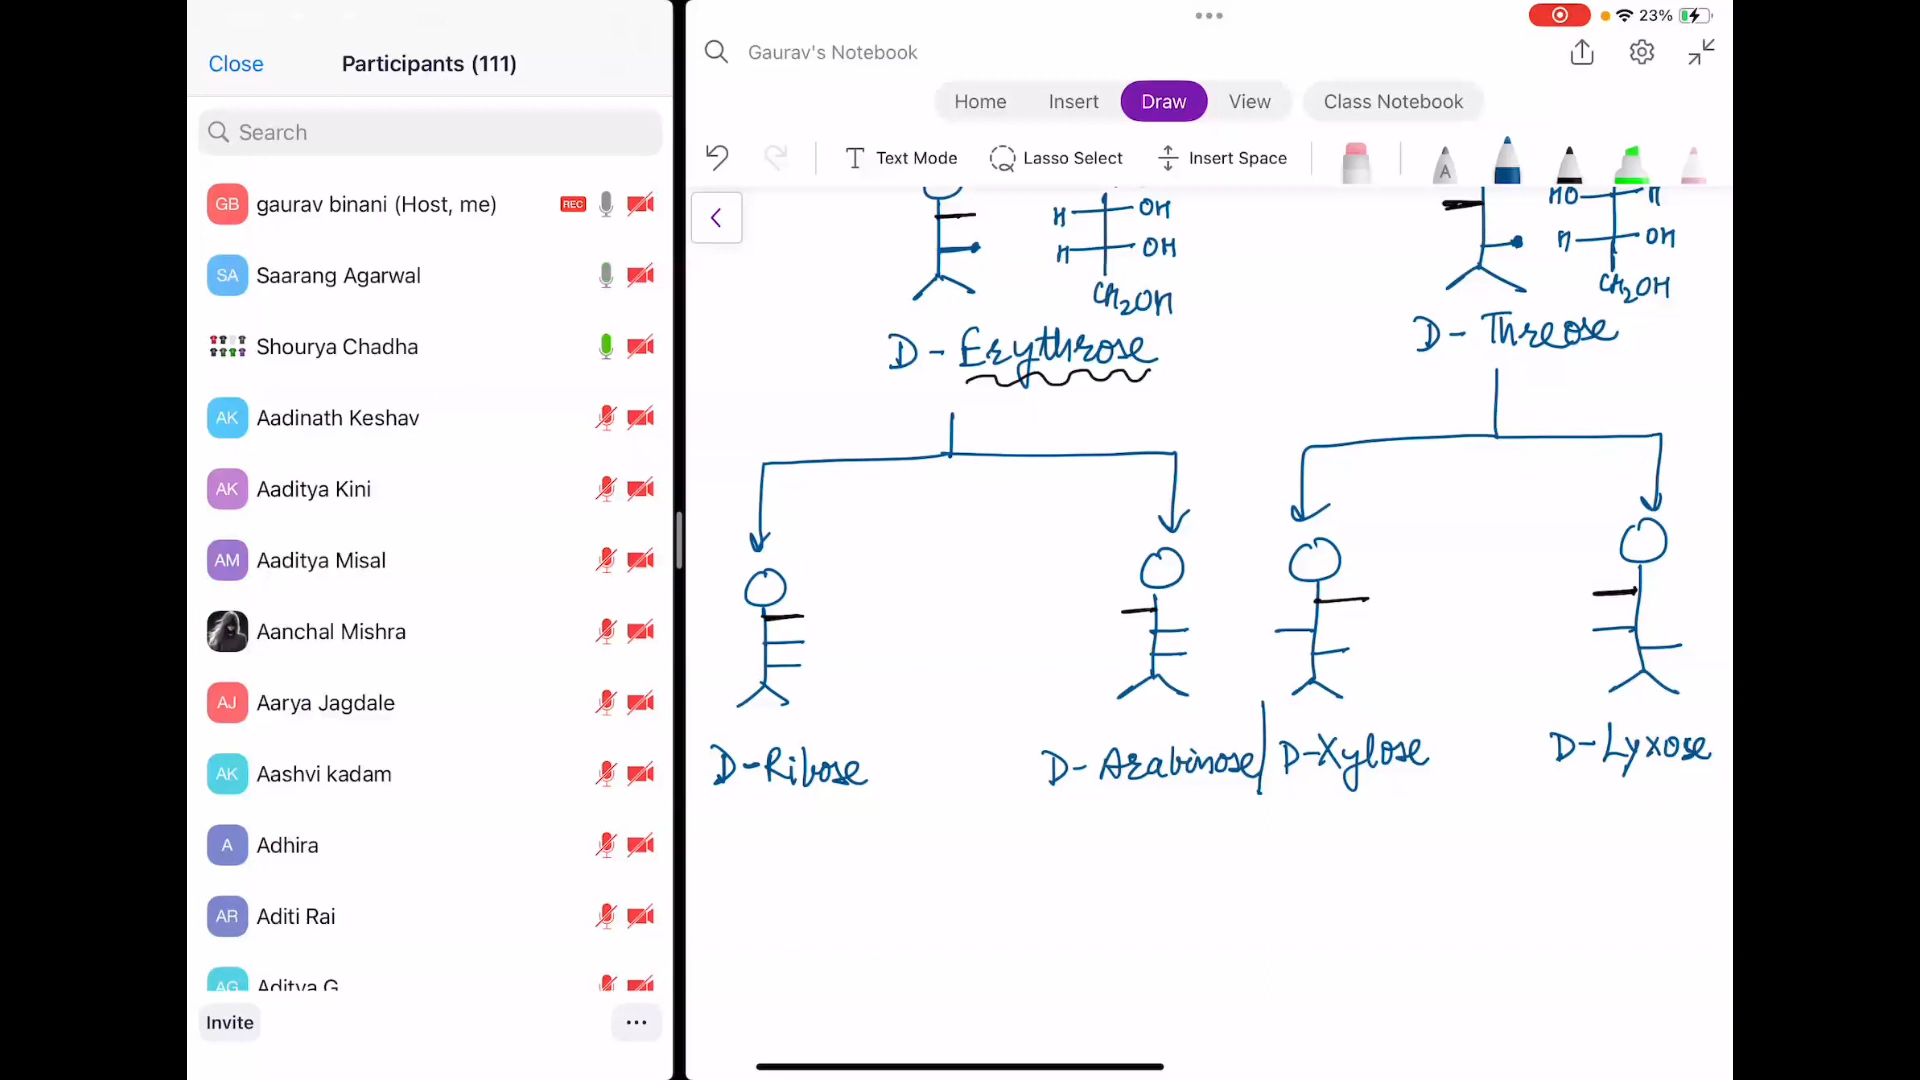 23%
Close
Participants (111)
Search
GB gaurav binani (Host, me) REC
SA Saarang Agarwal
Shourya Chadha
AK Aadinath Keshav
AK Aaditya Kini
AM Aaditya Misal
Aanchal Mishra
AJ Aarya Jagdale
AK Aashvi kadam
A Adhira
AR Aditi Rai
AG Aditya G
Invite
Gaurav's Notebook
Home Insert Draw View Class Notebook
Text Mode Lasso Select Insert Space A
H OH
H OH
CH2OH
D - Erythrose
HO H
H OH
CH2OH
D - Threose
D-Ribose
D- Arabinose
D-Xylose
D-Lyxose